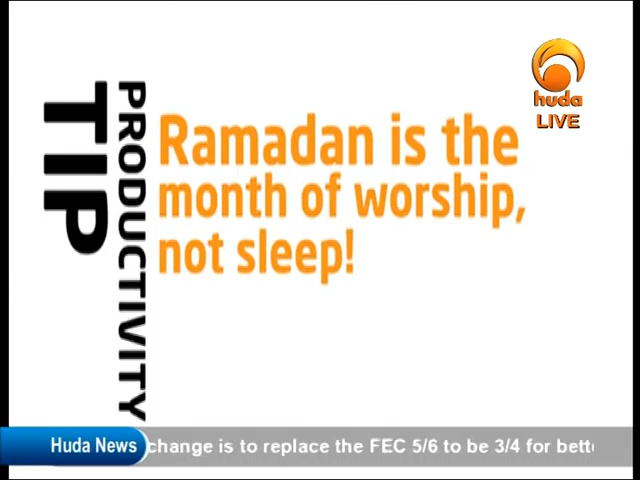 PRODUCTIVITY
TIP
Ramadan is the
month of worship,
not sleep!
huda
LIVE
Huda News
change is to replace the FEC 5/6 to be 3/4 for